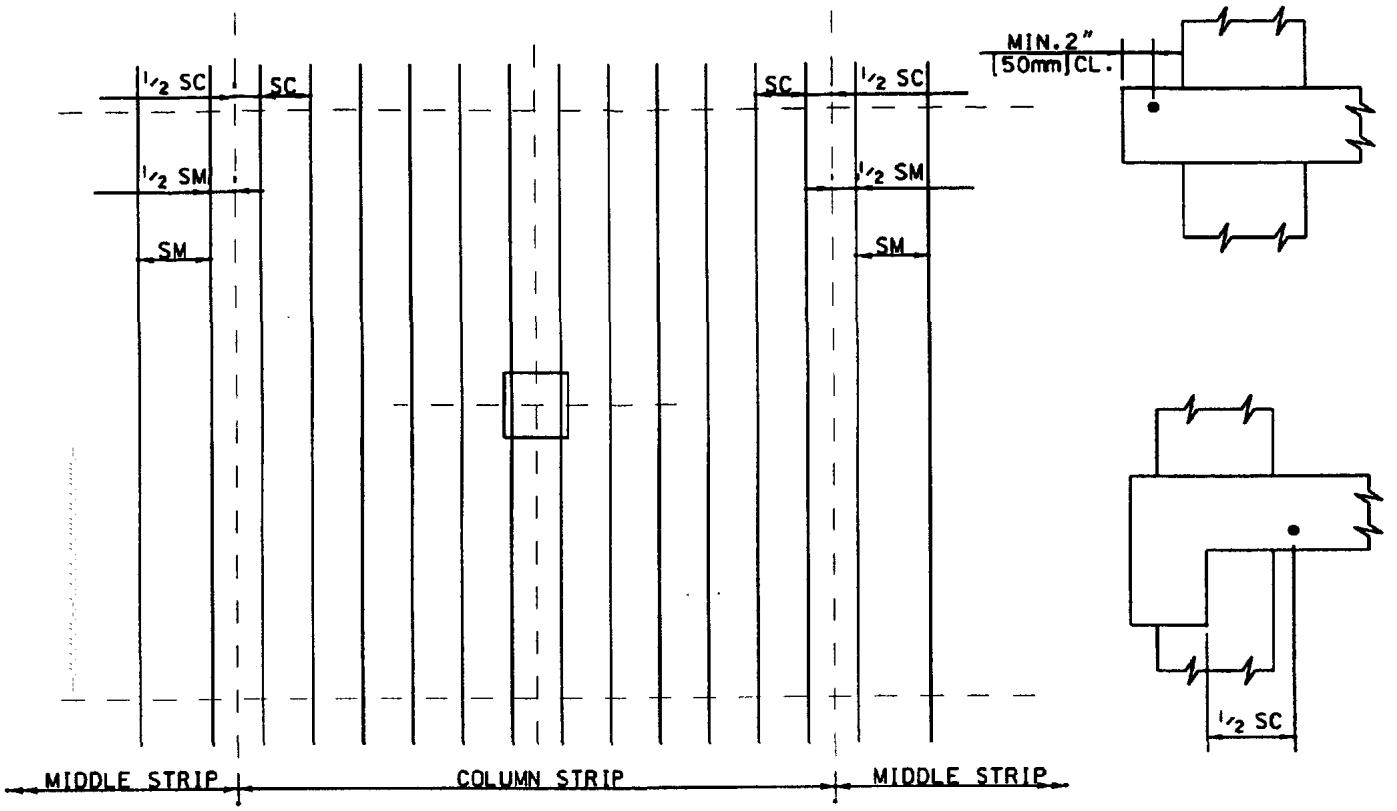 1/2 SC
SC
SC
1/2 SC
1/2 SM
1/2 SM
SM
SM
MIDDLE STRIP
COLUMN STRIP
MIDDLE STRIP
MIN. 2"
[50mm] CL.
1/2 SC